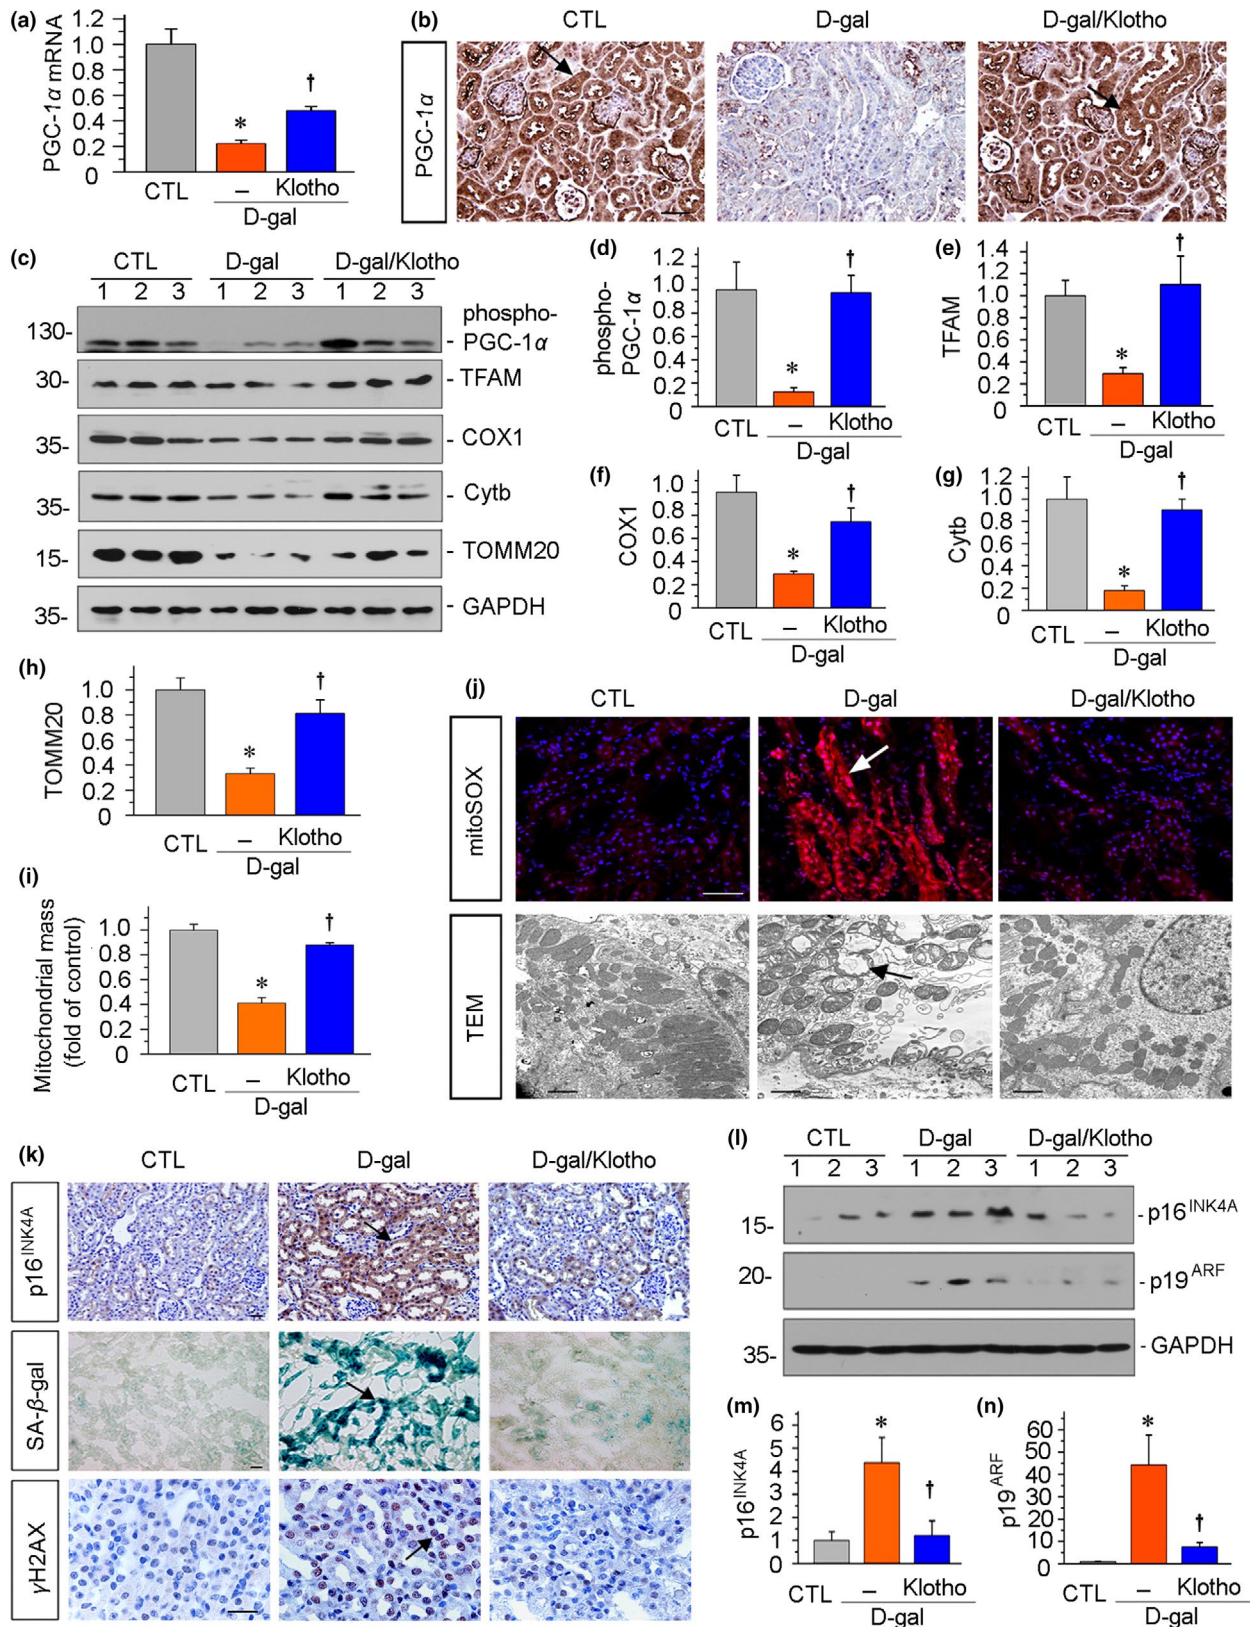 (a)
1.2
1.0
0.8
0.6
0.4
0.2
0
PGC-1α mRNA
*
†
CTL
–
Klotho
D-gal
(b)
CTL
D-gal
D-gal/Klotho
PGC-1α
(c)
CTL
D-gal
D-gal/Klotho
1 2 3 1 2 3 1 2 3
130-
phospho-
- PGC-1α
30-
- TFAM
35-
- COX1
35-
- Cytb
15-
- TOMM20
35-
- GAPDH
(d)
1.2
1.0
0.8
0.6
0.4
0.2
0
phospho-
PGC-1α
*
†
CTL
–
Klotho
D-gal
(e)
1.4
1.2
1.0
0.8
0.6
0.4
0.2
0
TFAM
*
†
CTL
–
Klotho
D-gal
(f)
1.0
0.8
0.6
0.4
0.2
0
COX1
*
†
CTL
–
Klotho
D-gal
(g)
1.2
1.0
0.8
0.6
0.4
0.2
0
Cytb
*
†
CTL
–
Klotho
D-gal
(h)
1.0
0.8
0.6
0.4
0.2
0
TOMM20
*
†
CTL
–
Klotho
D-gal
(i)
1.0
0.8
0.6
0.4
0.2
0
Mitochondrial mass
(fold of control)
*
†
CTL
–
Klotho
D-gal
(j)
CTL
D-gal
D-gal/Klotho
mitoSOX
TEM
(k)
CTL
D-gal
D-gal/Klotho
p16INK4A
SA-β-gal
γH2AX
(l)
CTL
D-gal
D-gal/Klotho
1 2 3 1 2 3 1 2 3
15-
- p16INK4A
20-
- p19ARF
35-
- GAPDH
(m)
6
5
4
3
2
1
0
p16INK4A
*
†
CTL
–
Klotho
D-gal
(n)
60
50
40
30
20
10
0
p19ARF
*
†
CTL
–
Klotho
D-gal